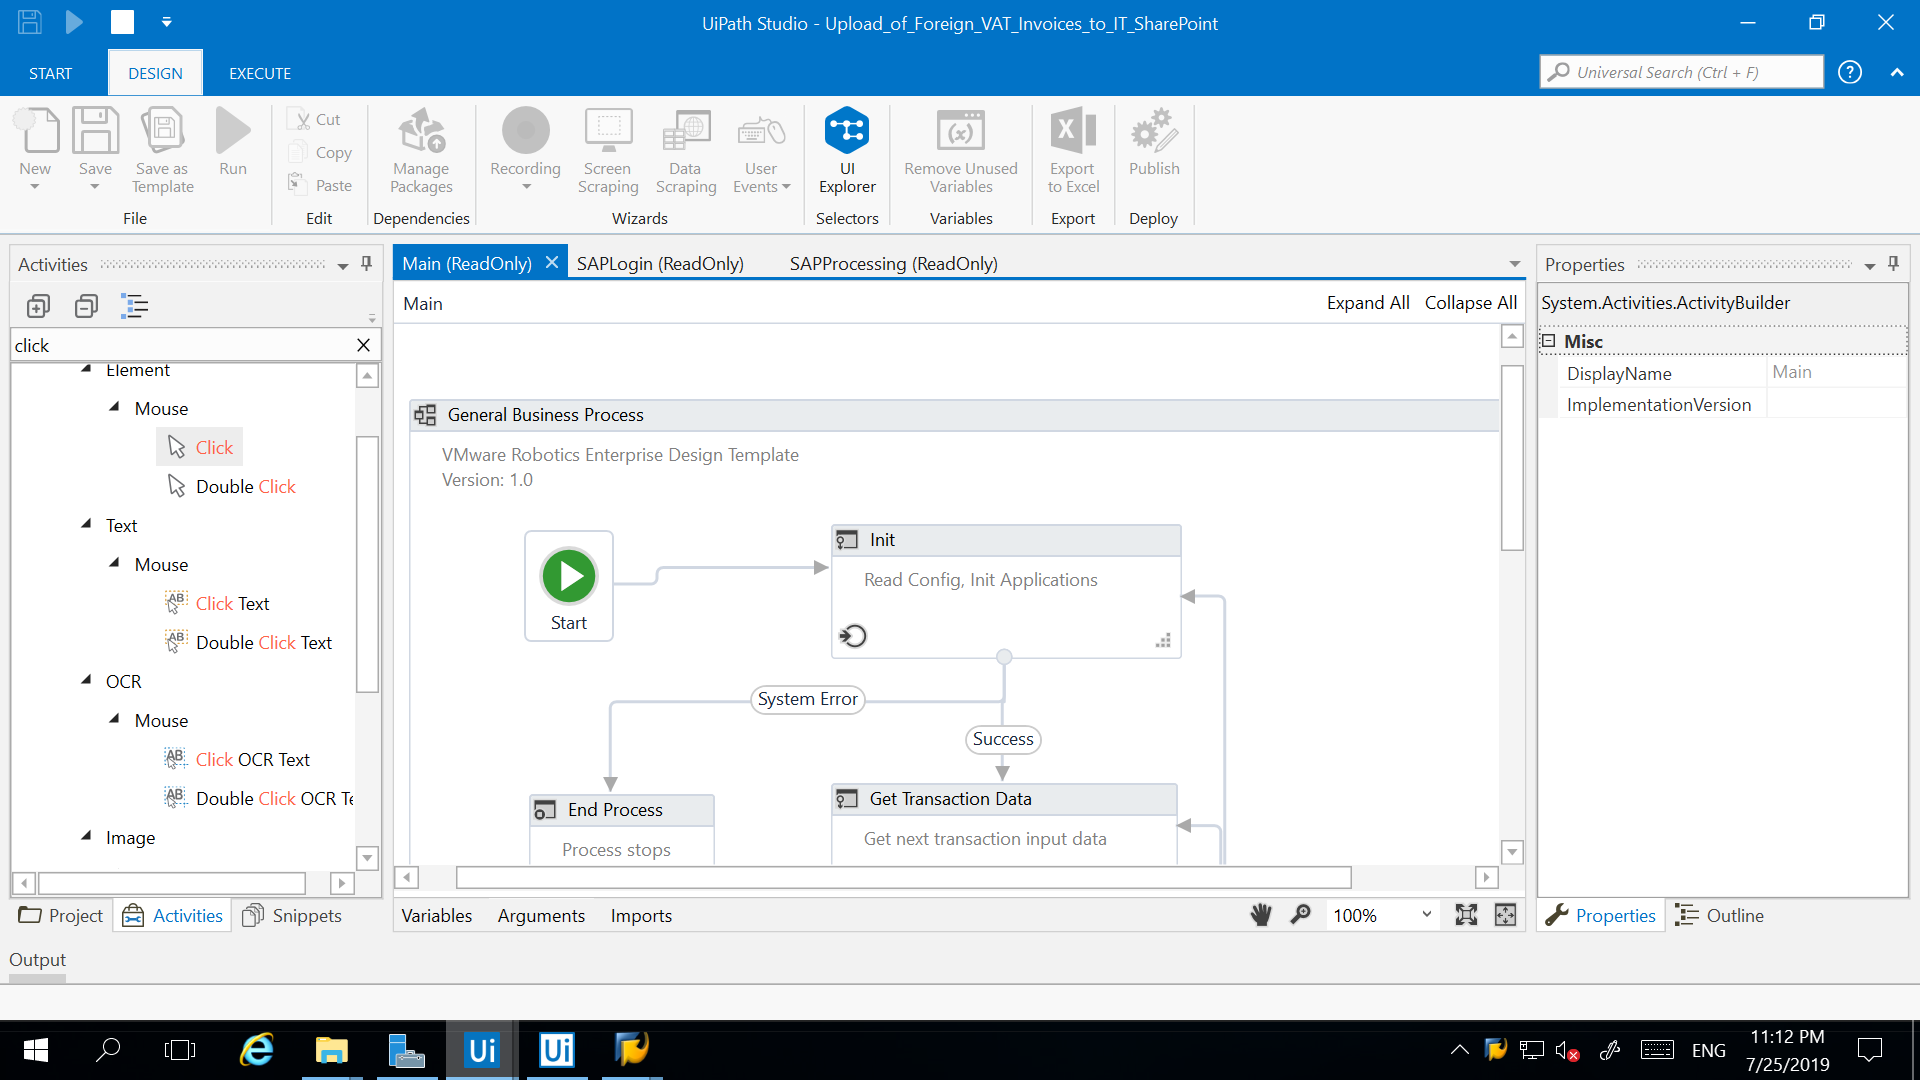 UiPath Studio - Upload_of_Foreign_VAT_Invoices_to_IT_SharePoint
START
DESIGN
EXECUTE
Universal Search (Ctrl + F)
?
New
Save
Save as
Template
Run
File
Cut
Copy
Paste
Edit
Manage
Packages
Dependencies
Recording
Screen
Scraping
Data
Scraping
User
Events
Wizards
UI
Explorer
Selectors
Remove Unused
Variables
Variables
Export
to Excel
Export
Publish
Deploy
Activities
click
Element
Mouse
Click
Double Click
Text
Mouse
AB Click Text
AB Double Click Text
OCR
Mouse
AB Click OCR Text
AB Double Click OCR Te
Image
Project
Activities
Snippets
Main (ReadOnly)
SAPLogin (ReadOnly)
SAPProcessing (ReadOnly)
Main
Expand All
Collapse All
General Business Process
VMware Robotics Enterprise Design Template
Version: 1.0
Start
Init
Read Config, Init Applications
System Error
Success
End Process
Process stops
Get Transaction Data
Get next transaction input data
Variables
Arguments
Imports
100%
Properties
System.Activities.ActivityBuilder
Misc
DisplayName
Main
ImplementationVersion
Properties
Outline
Output
Ui
Ui
ENG
11:12 PM
7/25/2019